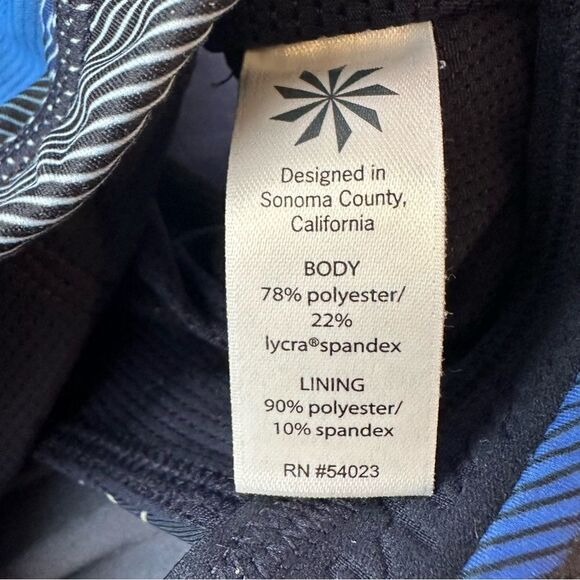 Designed in
Sonoma County,
California
BODY
78% polyester/
22%
lycra®spandex
LINING
90% polyester/
10% spandex
RN #54023